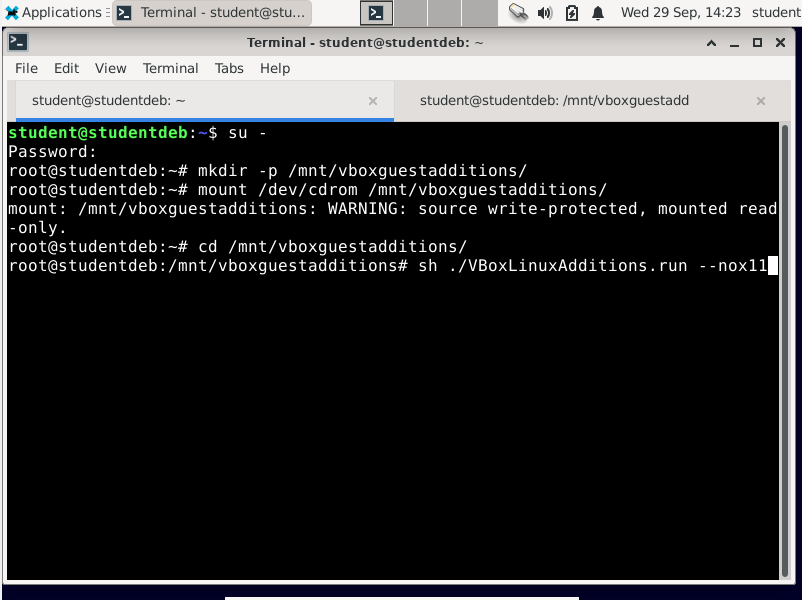 Applications
Terminal - student@stu...
Wed 29 Sep, 14:23
student
Terminal - student@studentdeb: ~
File Edit View Terminal Tabs Help
student@studentdeb: ~
student@studentdeb: /mnt/vboxguestadd
student@studentdeb:~$ su -
Password:
root@studentdeb:~# mkdir -p /mnt/vboxguestadditions/
root@studentdeb:~# mount /dev/cdrom /mnt/vboxguestadditions/
mount: /mnt/vboxguestadditions: WARNING: source write-protected, mounted read
-only.
root@studentdeb:~# cd /mnt/vboxguestadditions/
root@studentdeb:/mnt/vboxguestadditions# sh ./VBoxLinuxAdditions.run --nox11